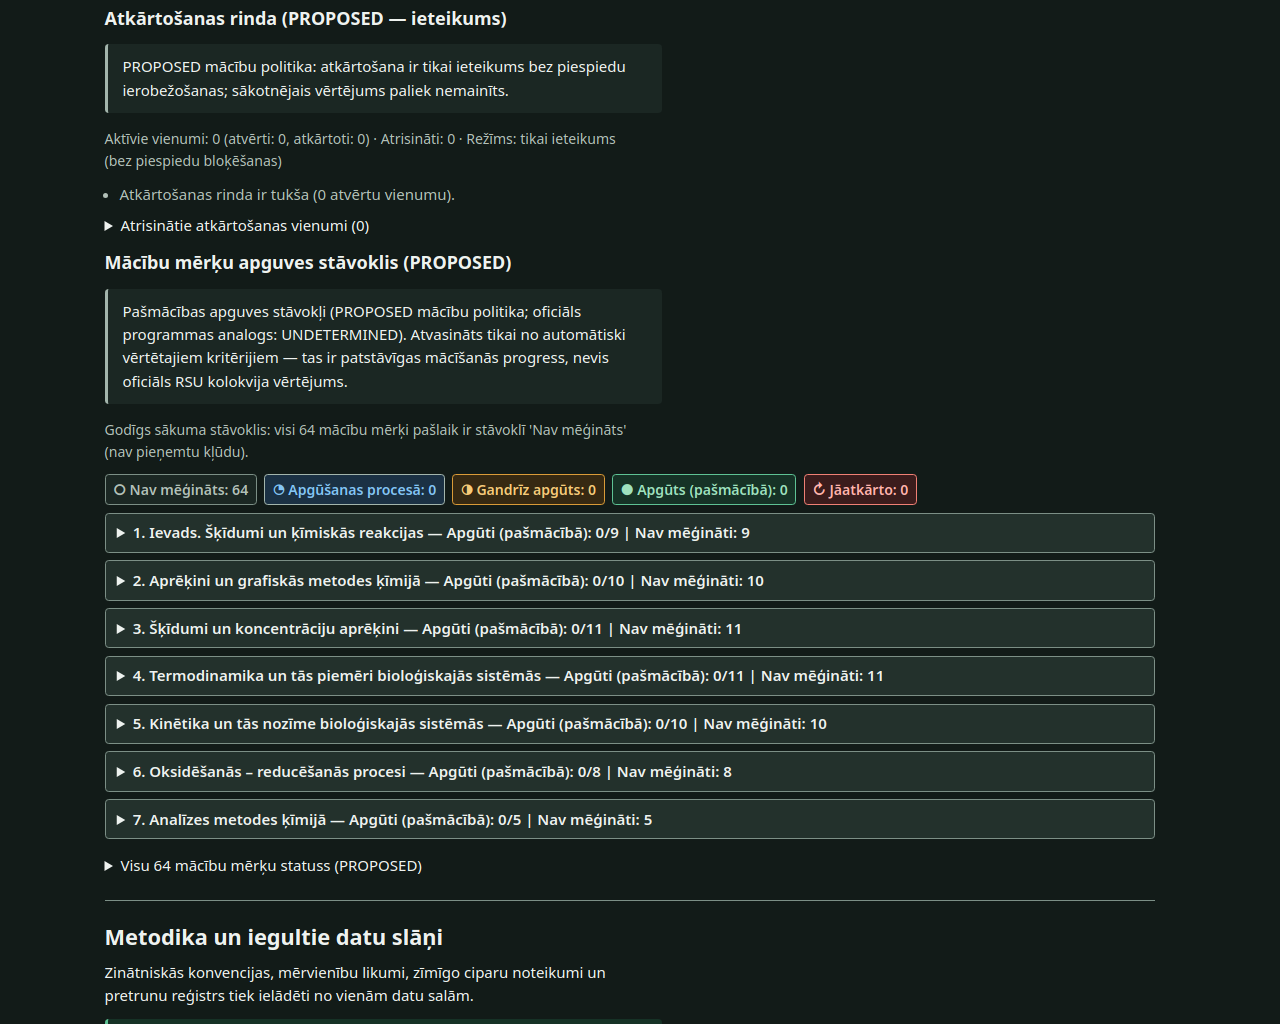 Atkārtošanas rinda (PROPOSED — ieteikums)
PROPOSED mācību politika: atkārtošana ir tikai ieteikums bez piespiedu
ierobežošanas; sākotnējais vērtējums paliek nemainīts.
Aktīvie vienumi: 0 (atvērti: 0, atkārtoti: 0) · Atrisināti: 0 · Režīms: tikai ieteikums
(bez piespiedu bloķēšanas)
• Atkārtošanas rinda ir tukša (0 atvērtu vienumu).
▶ Atrisinātie atkārtošanas vienumi (0)
Mācību mērķu apguves stāvoklis (PROPOSED)
Pašmācības apguves stāvokļi (PROPOSED mācību politika; oficiāls
programmas analogs: UNDETERMINED). Atvasināts tikai no automātiski
vērtētajiem kritērijiem — tas ir patstāvīgas mācīšanās progress, nevis
oficiāls RSU kolokvija vērtējums.
Godīgs sākuma stāvoklis: visi 64 mācību mērķi pašlaik ir stāvoklī 'Nav mēģināts'
(nav pieņemtu kļūdu).
○ Nav mēģināts: 64 ◔ Apgūšanas procesā: 0 ◑ Gandrīz apgūts: 0 ● Apgūts (pašmācībā): 0 ↻ Jāatkārto: 0
▶ 1. Ievads. Šķīdumi un ķīmiskās reakcijas — Apgūti (pašmācībā): 0/9 | Nav mēģināti: 9
▶ 2. Aprēķini un grafiskās metodes ķīmijā — Apgūti (pašmācībā): 0/10 | Nav mēģināti: 10
▶ 3. Šķīdumi un koncentrāciju aprēķini — Apgūti (pašmācībā): 0/11 | Nav mēģināti: 11
▶ 4. Termodinamika un tās piemēri bioloģiskajās sistēmās — Apgūti (pašmācībā): 0/11 | Nav mēģināti: 11
▶ 5. Kinētika un tās nozīme bioloģiskajās sistēmās — Apgūti (pašmācībā): 0/10 | Nav mēģināti: 10
▶ 6. Oksidēšanās – reducēšanās procesi — Apgūti (pašmācībā): 0/8 | Nav mēģināti: 8
▶ 7. Analīzes metodes ķīmijā — Apgūti (pašmācībā): 0/5 | Nav mēģināti: 5
▶ Visu 64 mācību mērķu statuss (PROPOSED)
Metodika un iegultie datu slāņi
Zinātniskās konvencijas, mērvienību likumi, zīmīgo ciparu noteikumi un
pretrunu reģistrs tiek ielādēti no vienām datu salām.